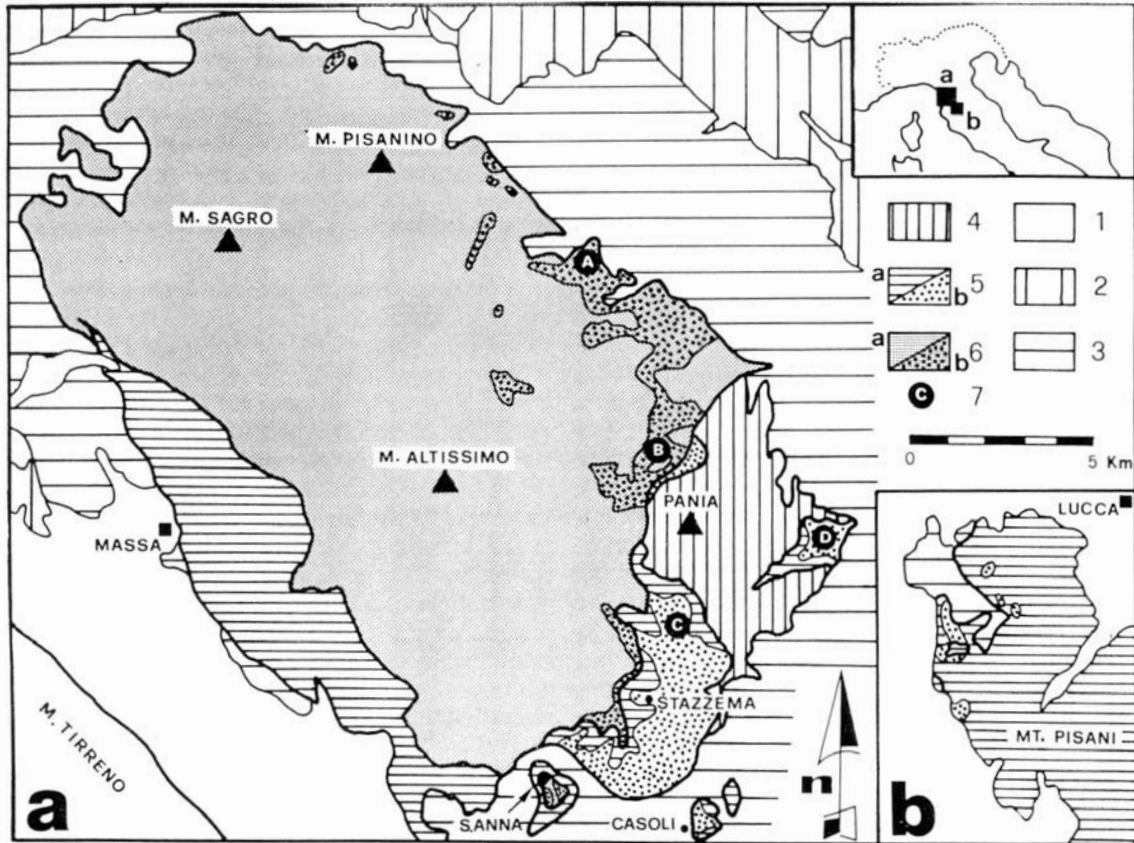 M. PISANINO
M. SAGRO
A
M. ALTISSIMO
B
PANIA
MASSA
D
C
STAZZEMA
M. TIRRENO
S.ANNA
CASOLI
n
a
a
b
4 1
a 5 b 2
a 6 b 3
C 7
0 5 Km
LUCCA
MT. PISANI
b